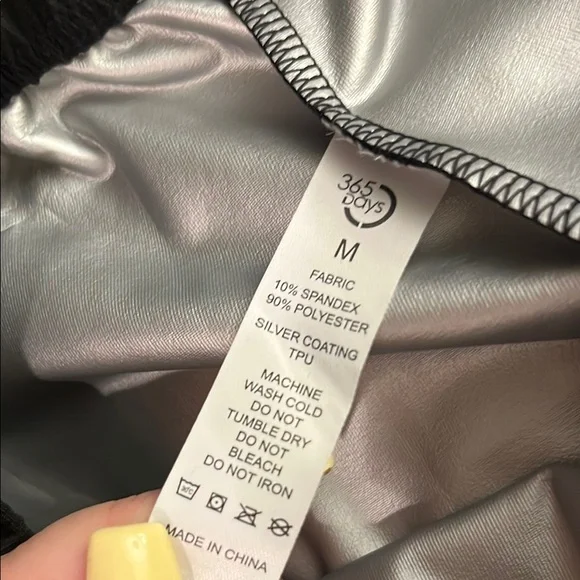 365
Days
M
FABRIC
10% SPANDEX
90% POLYESTER
SILVER COATING
TPU
MACHINE
WASH COLD
DO NOT
TUMBLE DRY
DO NOT
BLEACH
DO NOT IRON
MADE IN CHINA